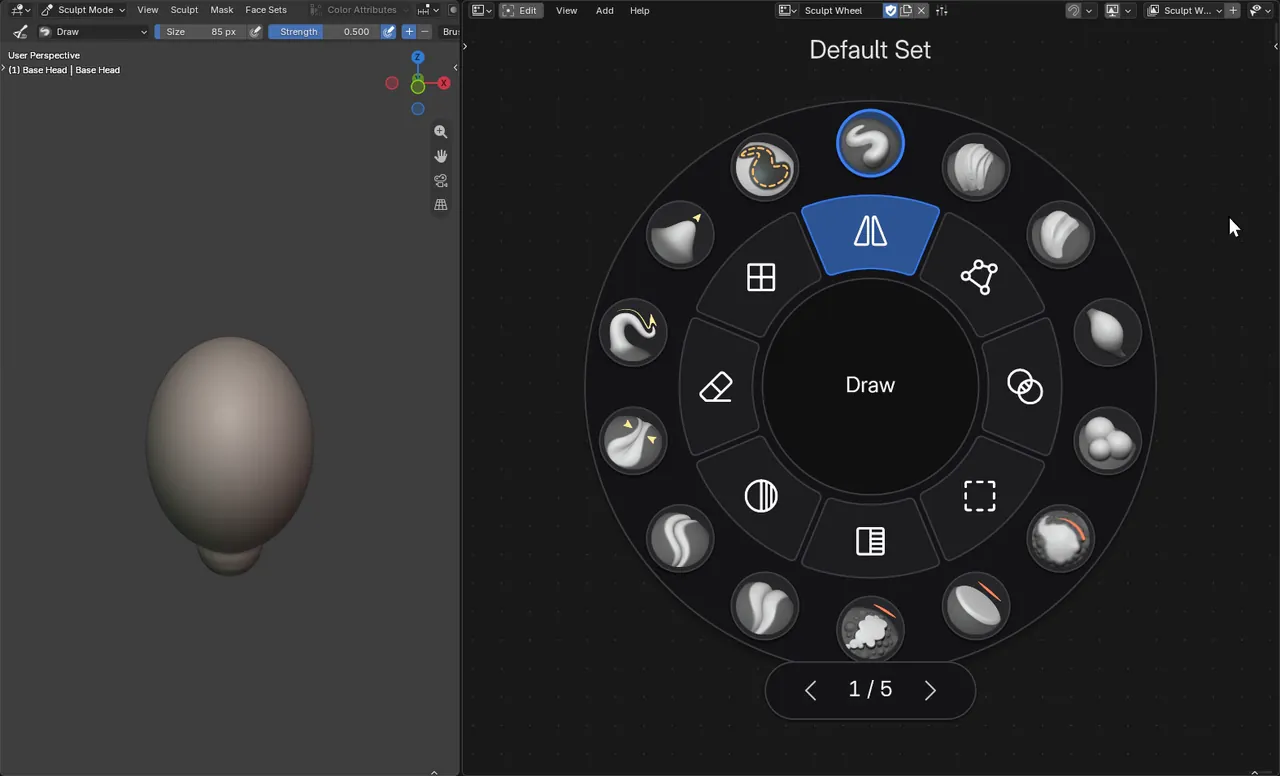 Sculpt Mode View Sculpt Mask Face Sets Color Attributes
Edit View Add Help Sculpt Wheel Sculpt W...
Draw Size 85 px Strength 0.500 Bru
User Perspective
(1) Base Head | Base Head
Z
X
Default Set
Draw
1 / 5